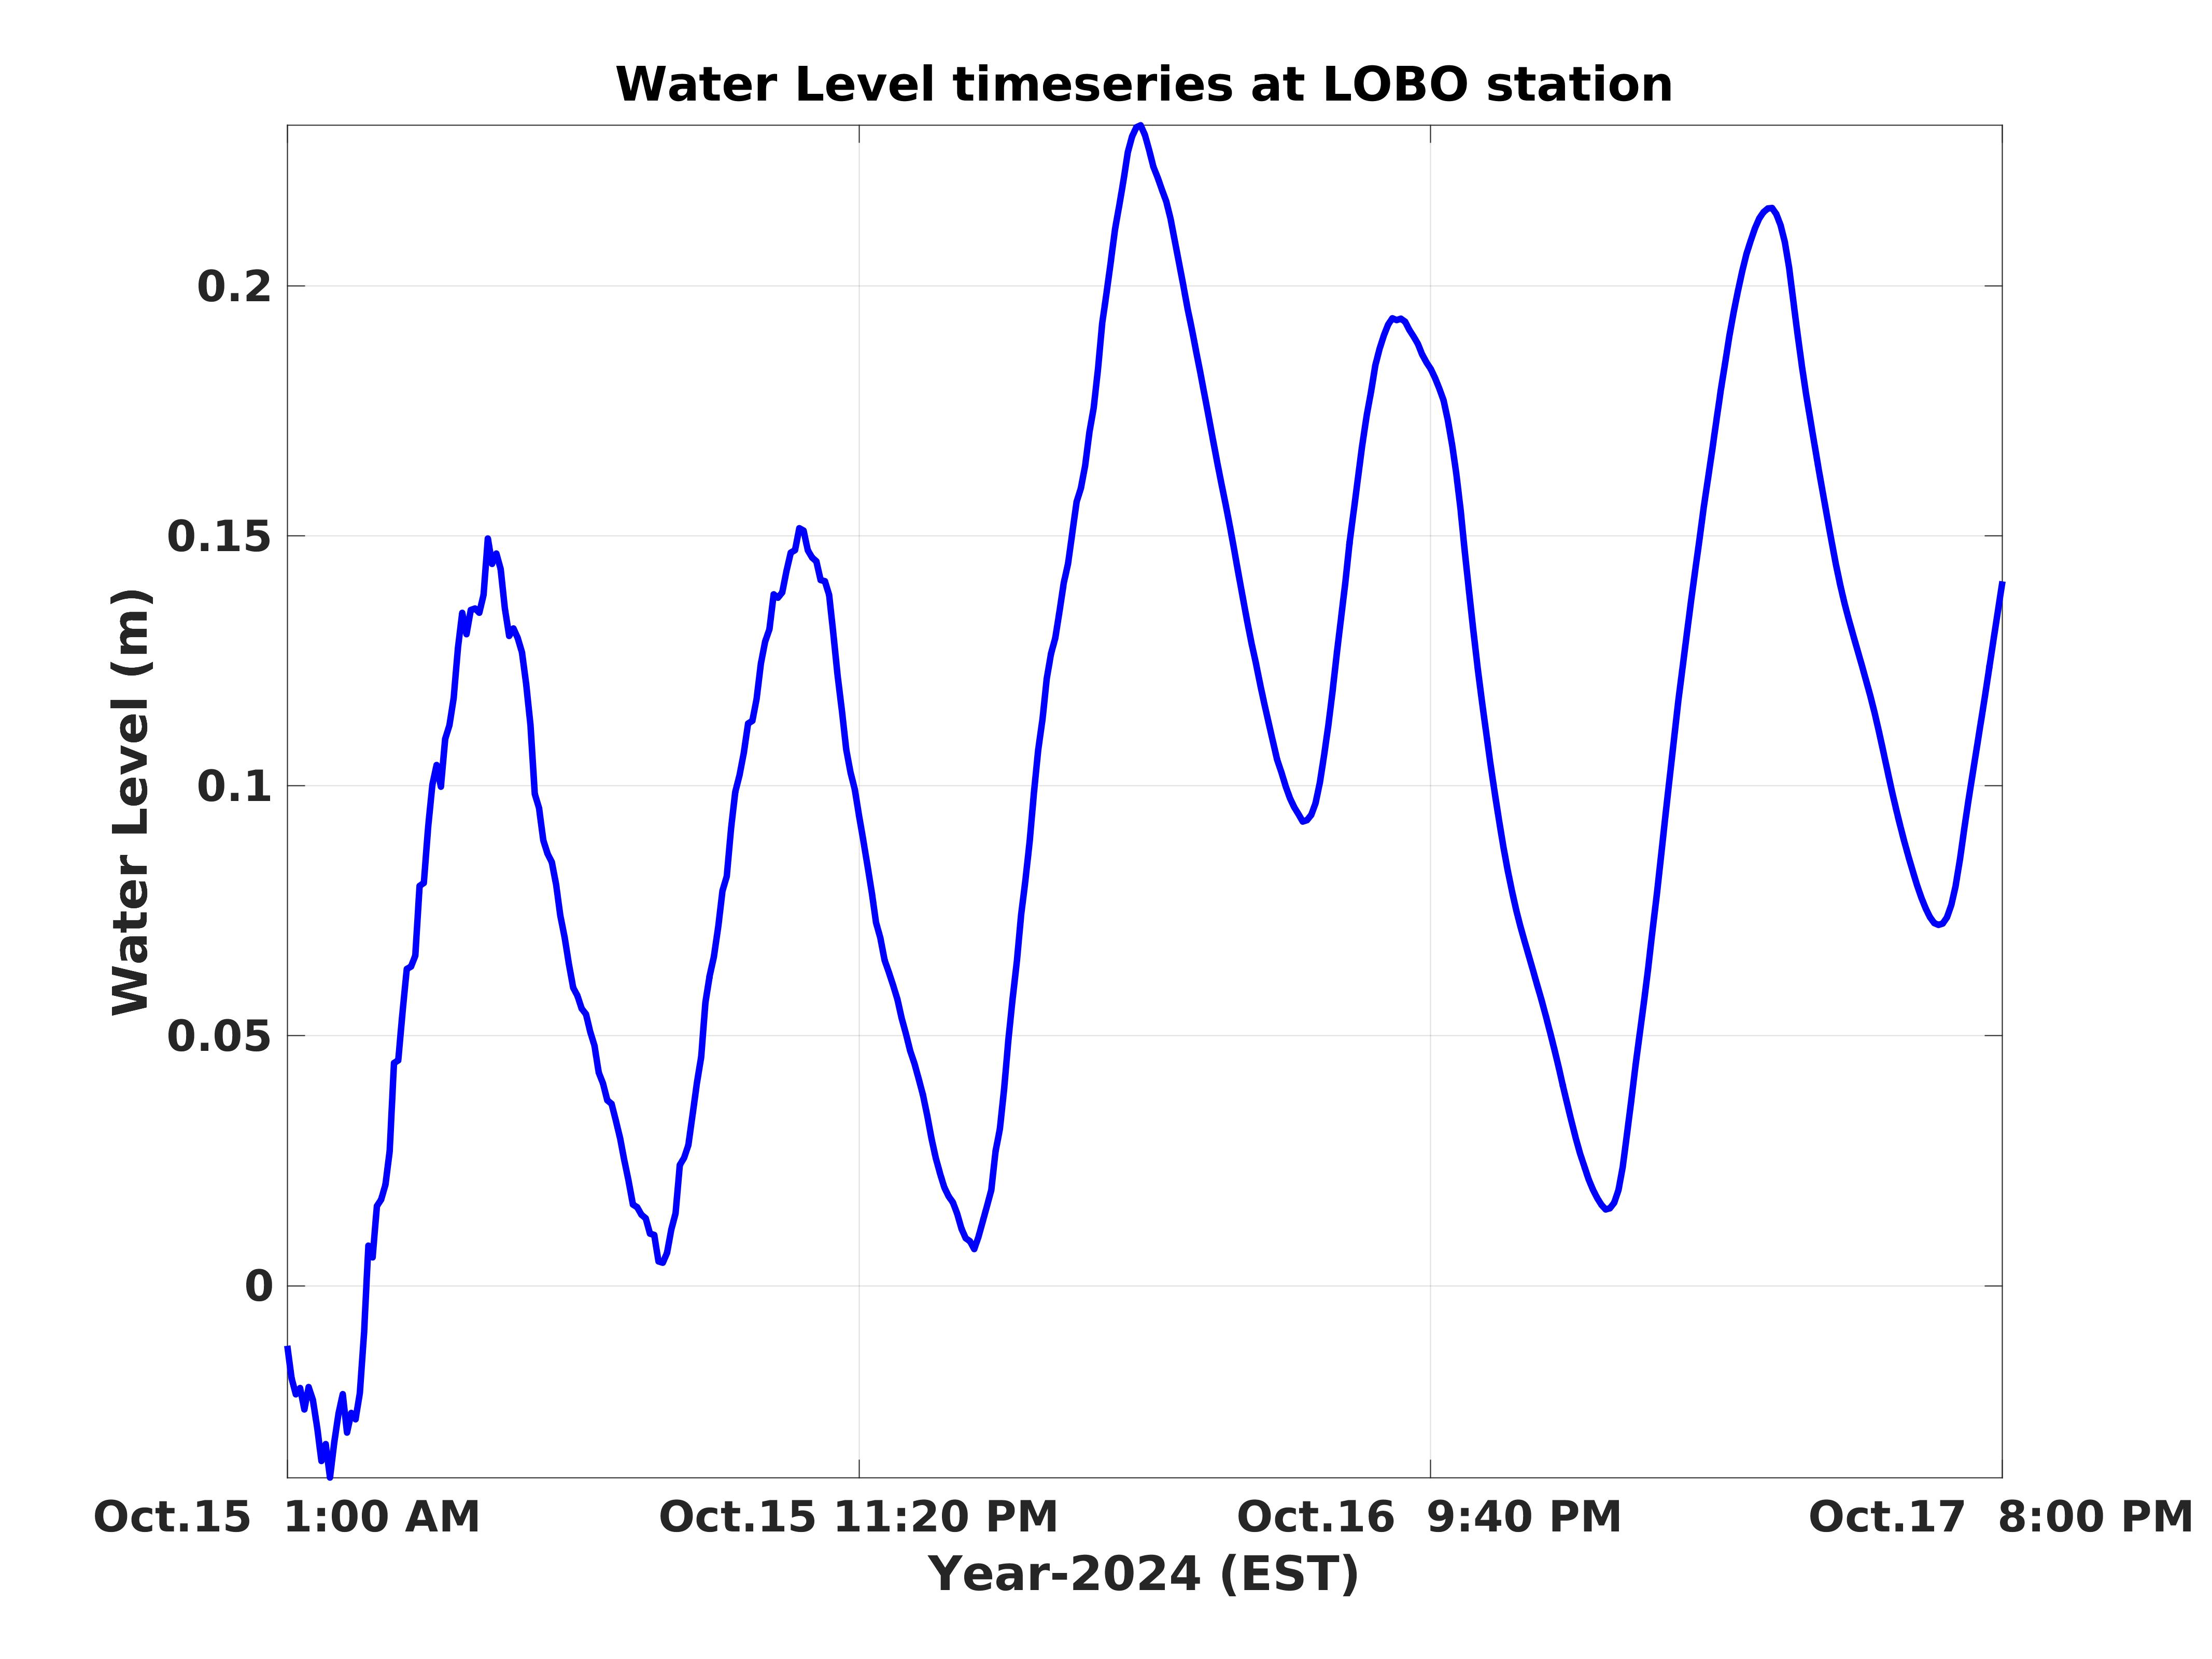 Water Level timeseries at LOBO station
Water Level (m)
0.2
0.15
0.1
0.05
0
Oct.15  1:00 AM
Oct.15 11:20 PM
Oct.16  9:40 PM
Oct.17  8:00 PM
Year-2024 (EST)